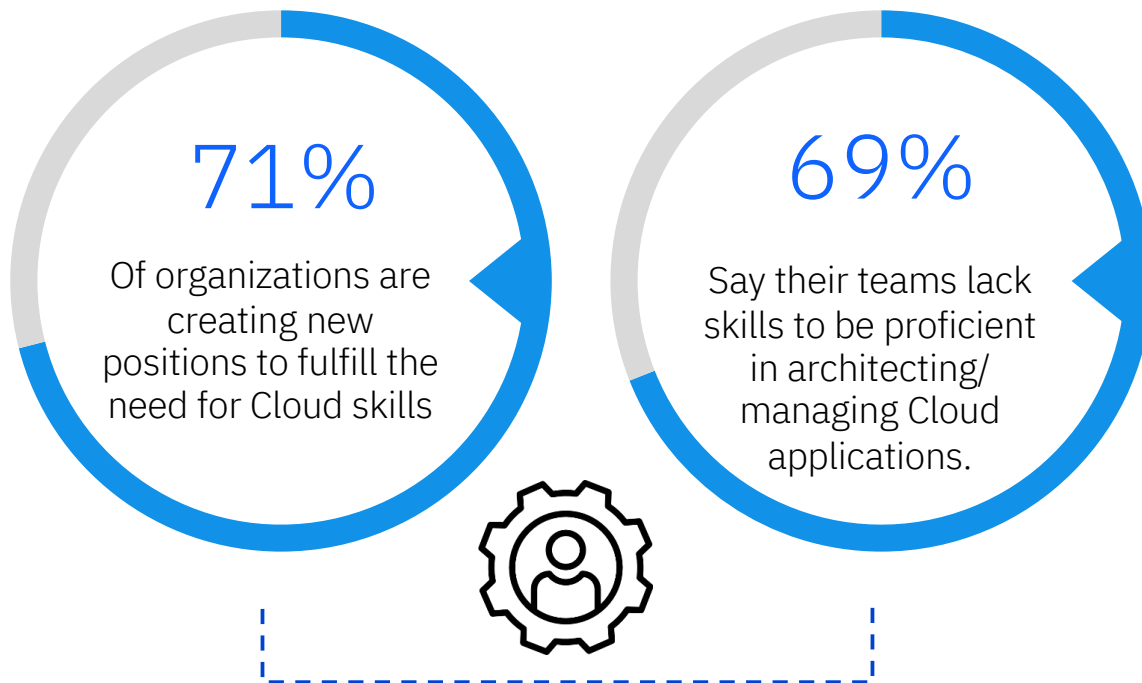 71%
Of organizations are
creating new
positions to fulfill the
need for Cloud skills
69%
Say their teams lack
skills to be proficient
in architecting/
managing Cloud
applications.